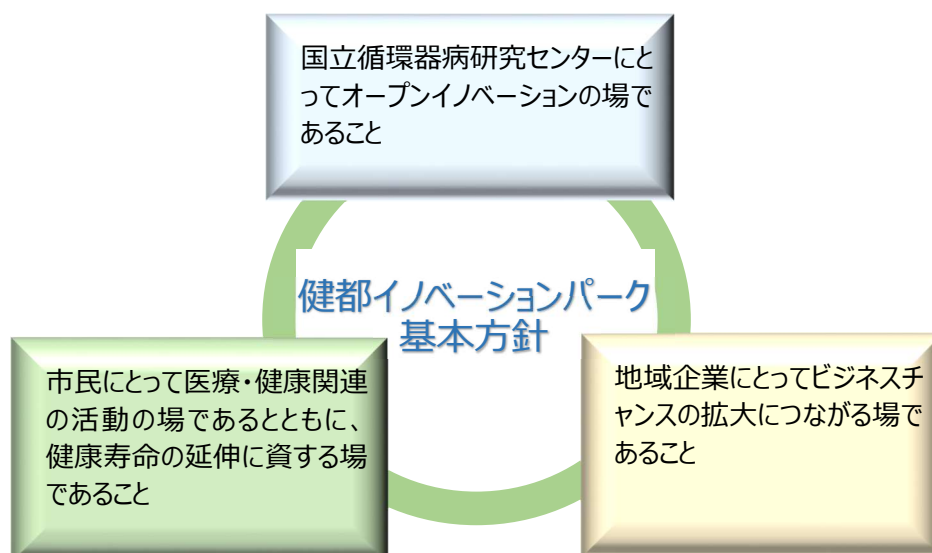 国立循環器病研究センターにと
ってオープンイノベーションの場で
あること
健都イノベーションパーク
基本方針
市民にとって医療・健康関連
の活動の場であるとともに、
健康寿命の延伸に資する場
であること
地域企業にとってビジネスチ
ャンスの拡大につながる場で
あること